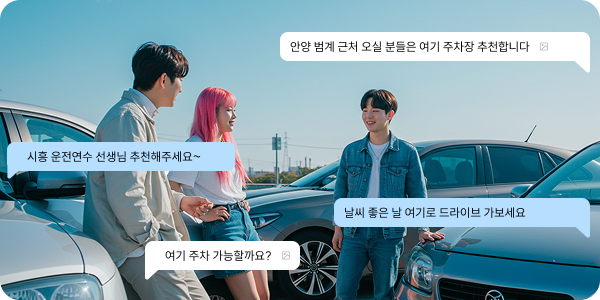 안양 범계 근처 오실 분들은 여기 주차장 추천합니다
시흥 운전연수 선생님 추천해주세요~
날씨 좋은 날 여기로 드라이브 가보세요
여기 주차 가능할까요?